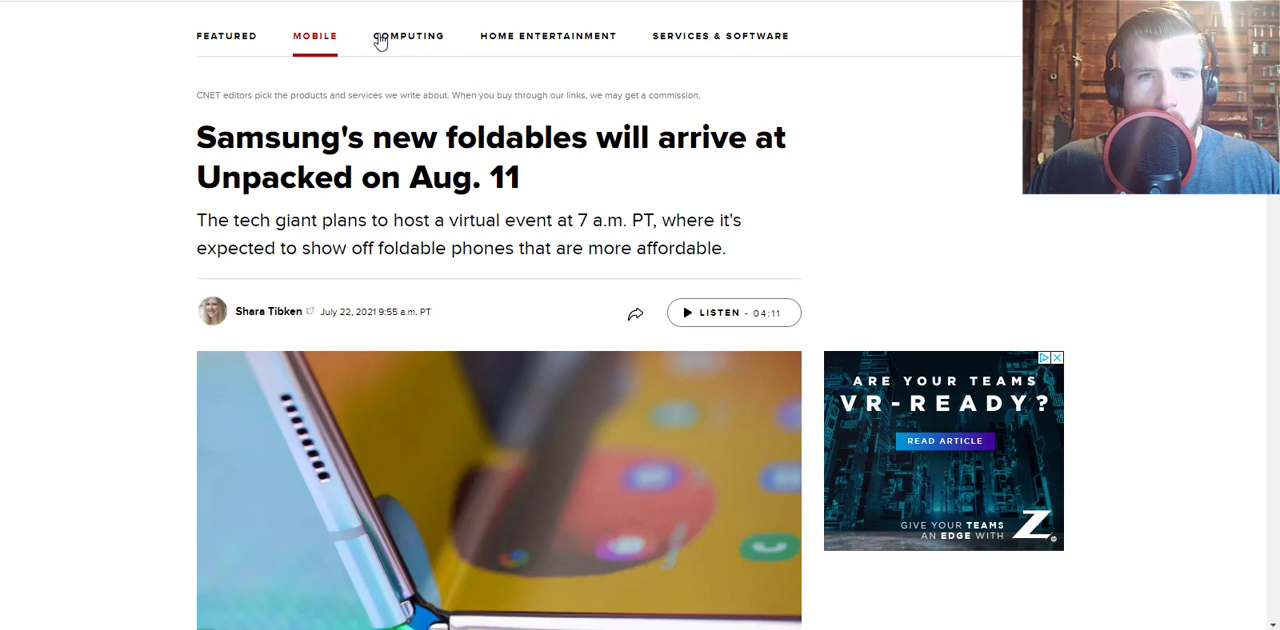 FEATURED MOBILE COMPUTING HOME ENTERTAINMENT SERVICES & SOFTWARE
CNET editors pick the products and services we write about. When you buy through our links, we may get a commission.
Samsung's new foldables will arrive at
Unpacked on Aug. 11
The tech giant plans to host a virtual event at 7 a.m. PT, where it's
expected to show off foldable phones that are more affordable.
Shara Tibken July 22, 2021 9:55 a.m. PT
LISTEN - 04:11
ARE YOUR TEAMS
VR-READY?
READ ARTICLE
GIVE YOUR TEAMS
AN EDGE WITH
Z